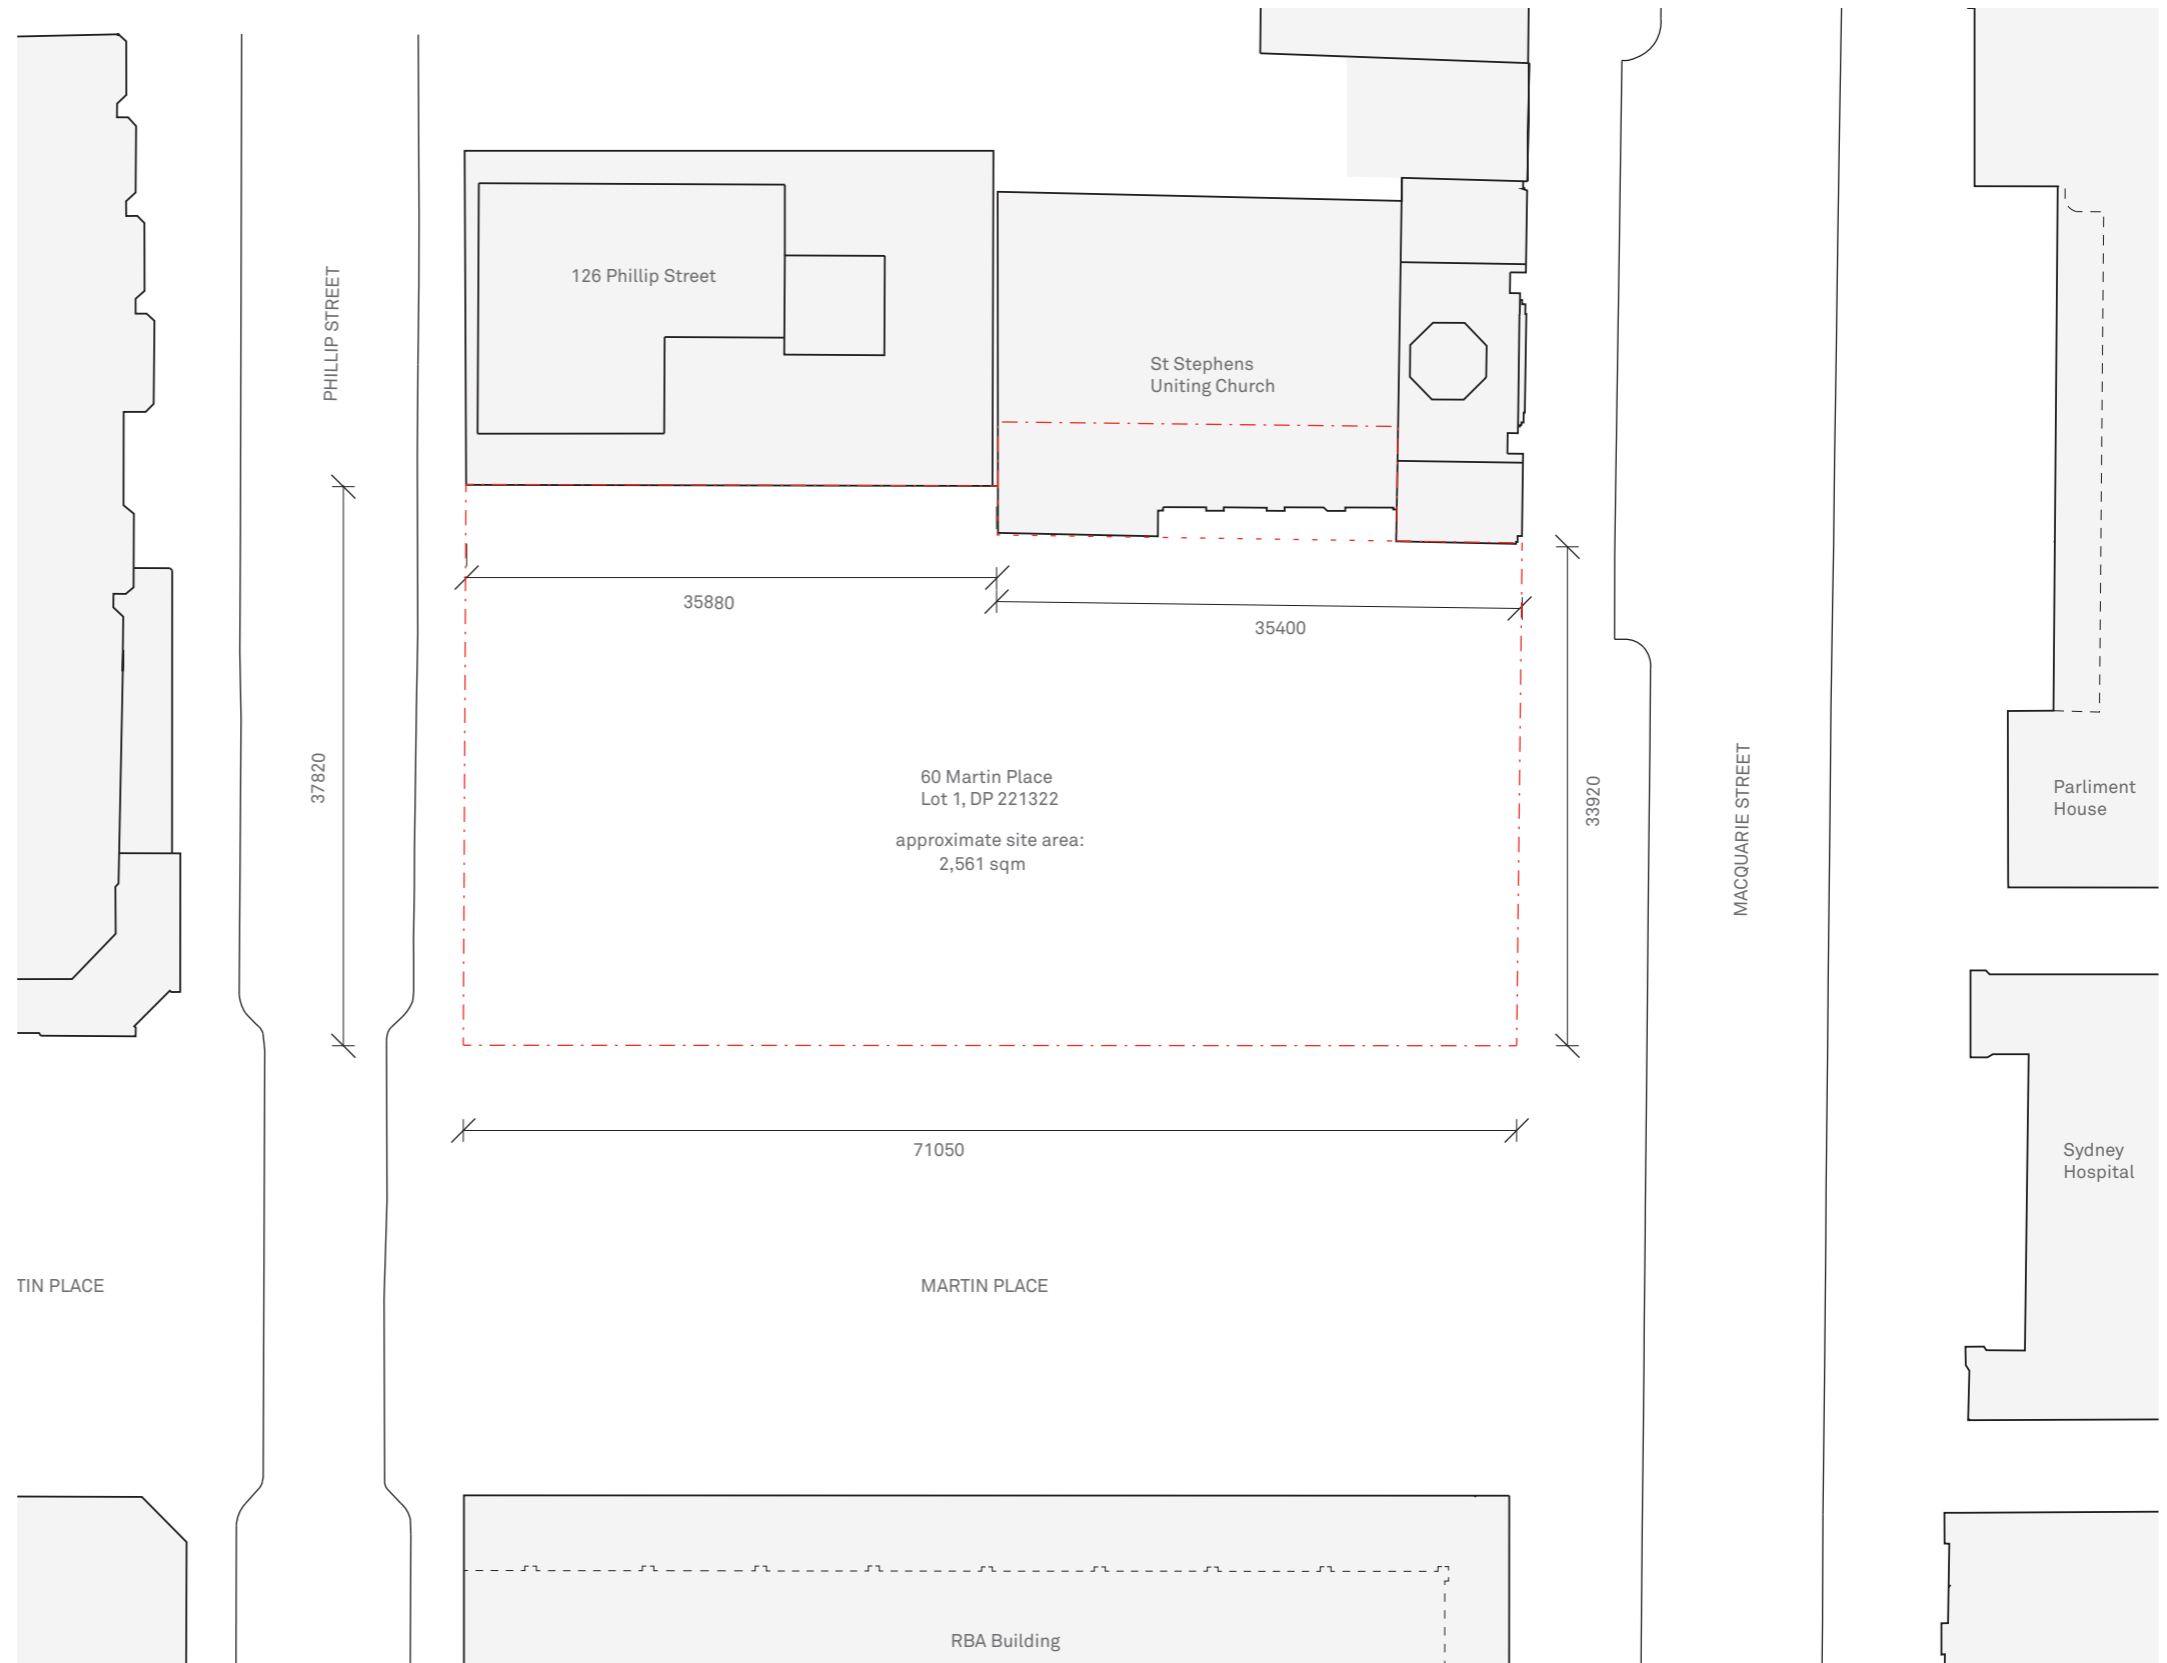 126 Phillip Street
PHILLIP STREET
St Stephens
Uniting Church
35880
35400
37820
60 Martin Place
Lot 1, DP 221322
approximate site area:
2,561 sqm
33920
MACQUARIE STREET
Parliment
House
71050
Sydney
Hospital
TIN PLACE
MARTIN PLACE
RBA Building